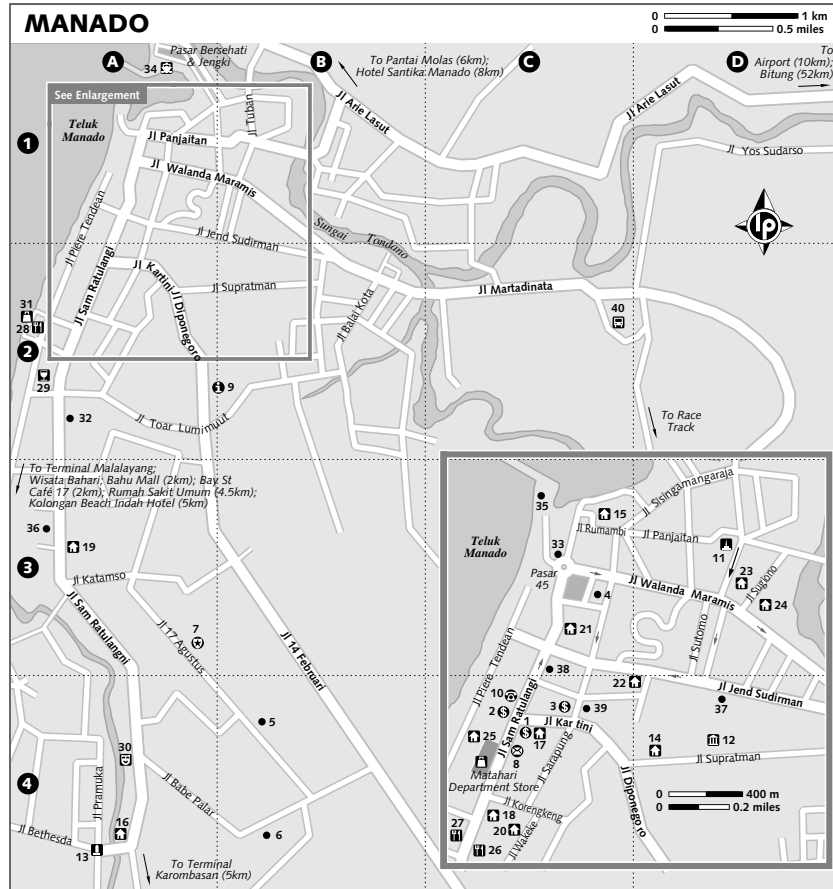 MANADO
0 1 km
0 0.5 miles
A
B
C
D
1
2
3
4
Pasar Bersehati
& Jengki
34
To Pantai Molas (6km);
Hotel Santika Manado (8km)
To
Airport (10km);
Bitung (52km)
See Enlargement
Teluk
Manado
Jl Tuban
Jl Arie Lasut
Jl Arie Lasut
Jl Panjaitan
Jl Yos Sudarso
Jl Walanda Maramis
lp
Jl Piere Tendean
Sungai Tondano
Jl Jend Sudirman
Jl Sam Ratulangi
Jl Kartini
Jl Diponegoro
Jl Supratman
Jl Martadinata
Jl Balai Kota
31
28
40
29
9
32
Jl Toar Lumimuut
To Race
Track
To Terminal Malalayang;
Wisata Bahari; Bahu Mall (2km); Bay St
Café 17 (2km); Rumah Sakit Umum (4.5km);
Kolongan Beach Indah Hotel (5km)
36
19
Jl Katamso
Jl Sam Ratulangni
7
Jl 17 Agustus
Jl 14 Februari
5
30
Jl Pramuka
Jl Babe Palar
16
6
Jl Bethesda
13
To Terminal
Karombasan (5km)
35
15
Jl Sisingamangaraja
Jl Rumambi
Jl Panjaitan
Teluk
Manado
33
11
Pasar
45
4
Jl Walanda Maramis
23
Jl Sugiono
24
Jl Sutomo
21
Jl Piere Tendean
38
22
Jl Jend Sudirman
10
37
Jl Sam Ratulangi
2
3
39
1
Jl Kartini
25
17
14
12
8
Jl Sarapung
Jl Supratman
Matahari
Department Store
Jl Diponegoro
0 400 m
0 0.2 miles
Jl Korengkeng
18
27
20
Jl Wakeke
26